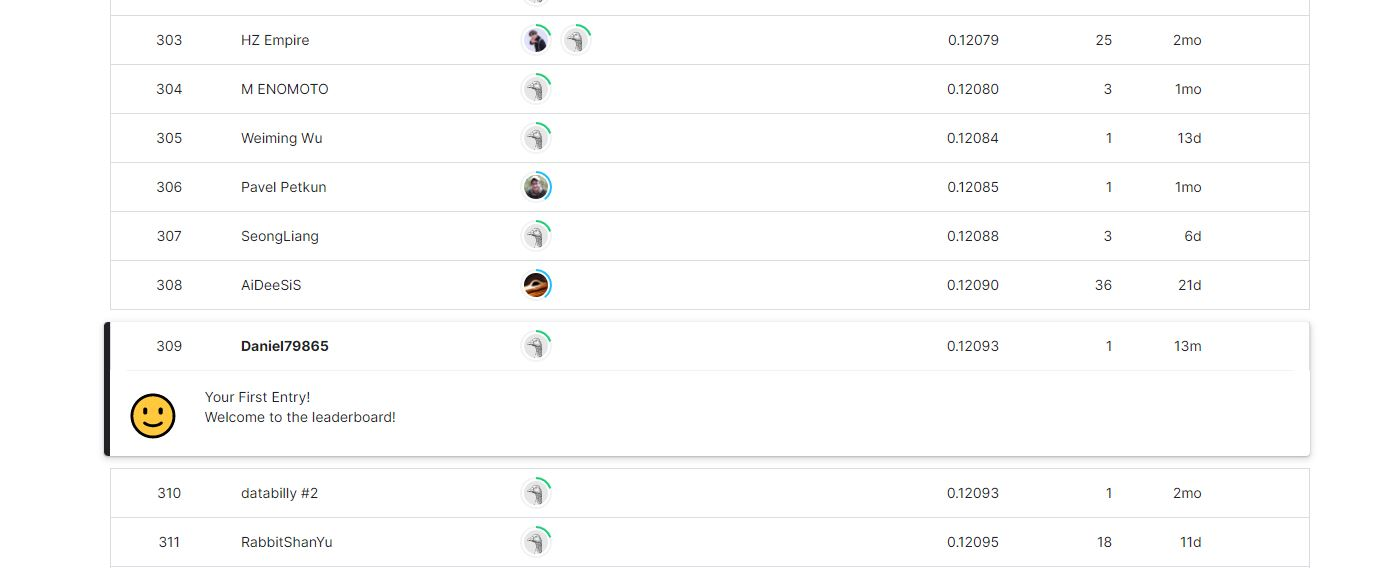 303 HZ Empire 0.12079 25 2mo
304 M ENOMOTO 0.12080 3 1mo
305 Weiming Wu 0.12084 1 13d
306 Pavel Petkun 0.12085 1 1mo
307 SeongLiang 0.12088 3 6d
308 AiDeeSiS 0.12090 36 21d
309 Daniel79865 0.12093 1 13m
Your First Entry!
Welcome to the leaderboard!
310 databilly #2 0.12093 1 2mo
311 RabbitShanYu 0.12095 18 11d